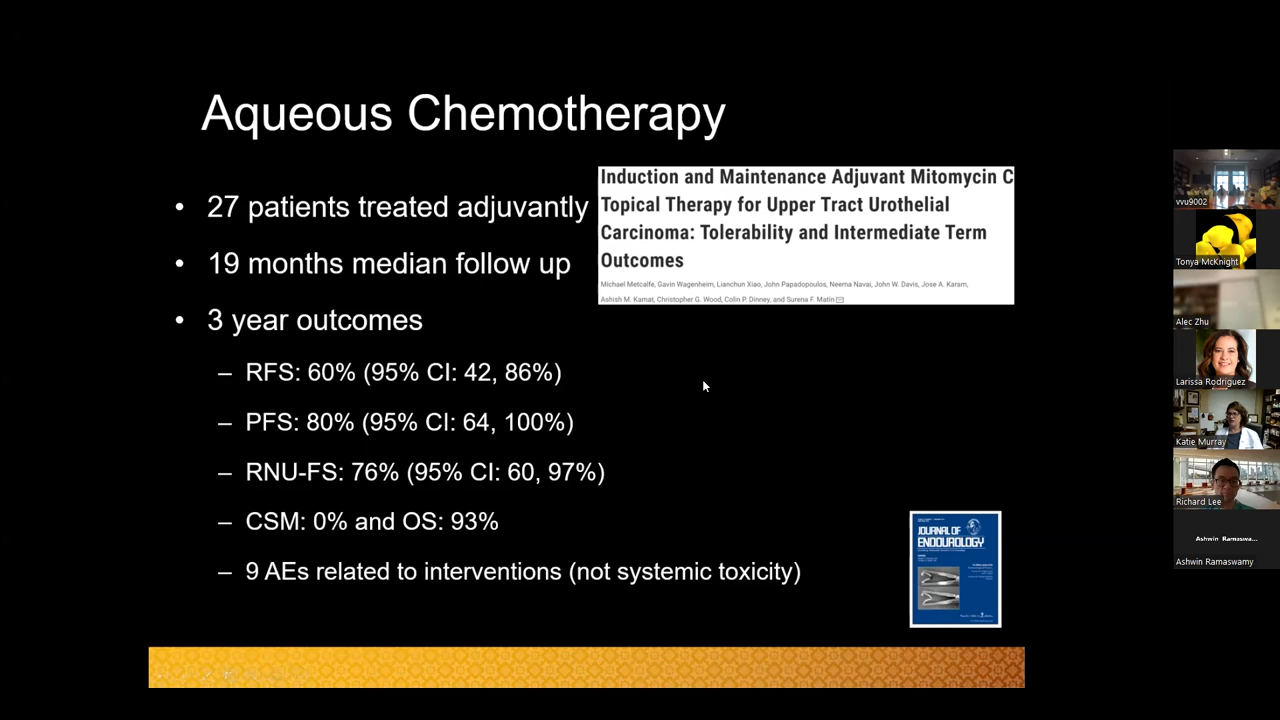 Aqueous Chemotherapy
• 27 patients treated adjuvantly
• 19 months median follow up
• 3 year outcomes
– RFS: 60% (95% CI: 42, 86%)
– PFS: 80% (95% CI: 64, 100%)
– RNU-FS: 76% (95% CI: 60, 97%)
– CSM: 0% and OS: 93%
– 9 AEs related to interventions (not systemic toxicity)
Induction and Maintenance Adjuvant Mitomycin C
Topical Therapy for Upper Tract Urothelial
Carcinoma: Tolerability and Intermediate Term
Outcomes
Michael Metcalfe, Gavin Wagenheim, Lianchun Xiao, John Papadopoulos, Neema Navai, John W. Davis, Jose A. Karam,
Ashish M. Kamat, Christopher G. Wood, Colin P. Dinney, and Surena F. Matin
JOURNAL OF
ENDOUROLOGY
vvu9002
Tonya McKnight
Alec Zhu
Larissa Rodriguez
Katie Murray
Richard Lee
Ashwin Ramaswa...
Ashwin Ramaswamy